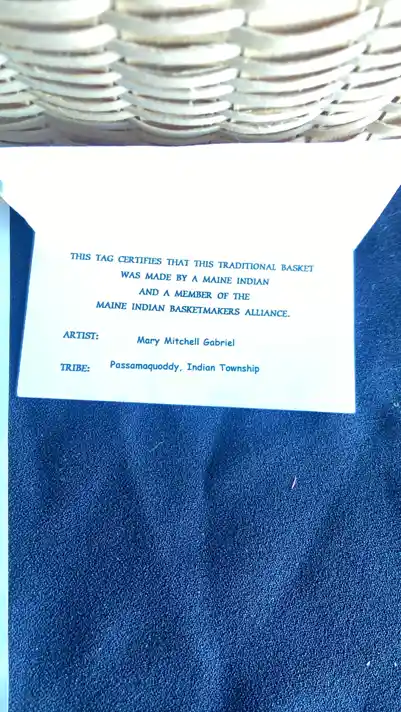 THIS TAG CERTIFIES THAT THIS TRADITIONAL BASKET
WAS MADE BY A MAINE INDIAN
AND A MEMBER OF THE
MAINE INDIAN BASKETMAKERS ALLIANCE.
ARTIST: Mary Mitchell Gabriel
TRIBE: Passamaquoddy, Indian Township